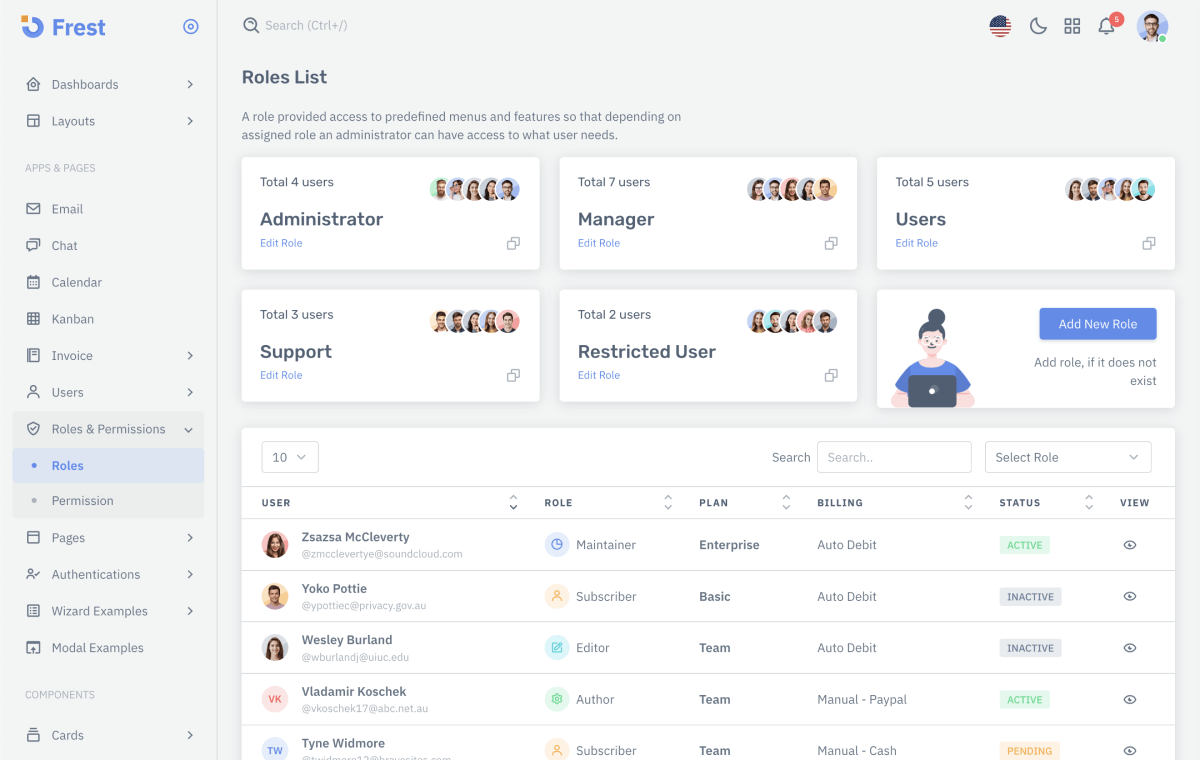 Frest
Search (Ctrl+/)
5
Dashboards
Layouts
APPS & PAGES
Email
Chat
Calendar
Kanban
Invoice
Users
Roles & Permissions
Roles
Permission
Pages
Authentications
Wizard Examples
Modal Examples
COMPONENTS
Cards
Roles List
A role provided access to predefined menus and features so that depending on
assigned role an administrator can have access to what user needs.
Total 4 users
Administrator
Edit Role
Total 7 users
Manager
Edit Role
Total 5 users
Users
Edit Role
Total 3 users
Support
Edit Role
Total 2 users
Restricted User
Edit Role
Add New Role
Add role, if it does not
exist
10
Search
Search..
Select Role
USER ROLE PLAN BILLING STATUS VIEW
Zsazsa McCleverty
@zmcclevertye@soundcloud.com
Maintainer Enterprise Auto Debit ACTIVE
Yoko Pottie
@ypottiec@privacy.gov.au
Subscriber Basic Auto Debit INACTIVE
Wesley Burland
@wburlandj@uiuc.edu
Editor Team Auto Debit INACTIVE
VK
Vladamir Koschek
@vkoschek17@abc.net.au
Author Team Manual - Paypal ACTIVE
TW
Tyne Widmore
@twidmore12@bravesites.com
Subscriber Team Manual - Cash PENDING